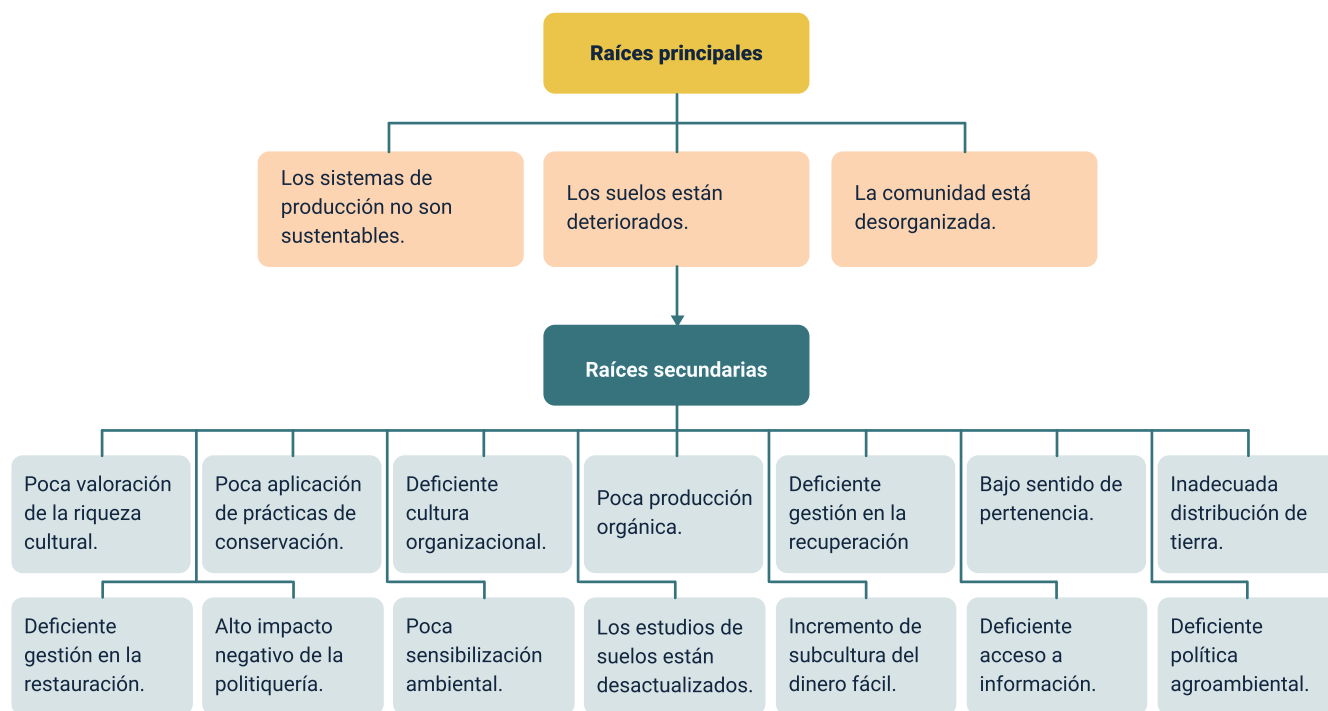 Raíces principales
Los sistemas de
producción no son
sustentables.
Los suelos están
deteriorados.
La comunidad está
desorganizada.
Raíces secundarias
Poca valoración
de la riqueza
cultural.
Poca aplicación
de prácticas de
conservación.
Deficiente
cultura
organizacional.
Poca producción
orgánica.
Deficiente
gestión en la
recuperación
Bajo sentido de
pertenencia.
Inadecuada
distribución de
tierra.
Deficiente
gestión en la
restauración.
Alto impacto
negativo de la
politiquería.
Poca
sensibilización
ambiental.
Los estudios de
suelos están
desactualizados.
Incremento de
subcultura del
dinero fácil.
Deficiente
acceso a
información.
Deficiente
política
agroambiental.